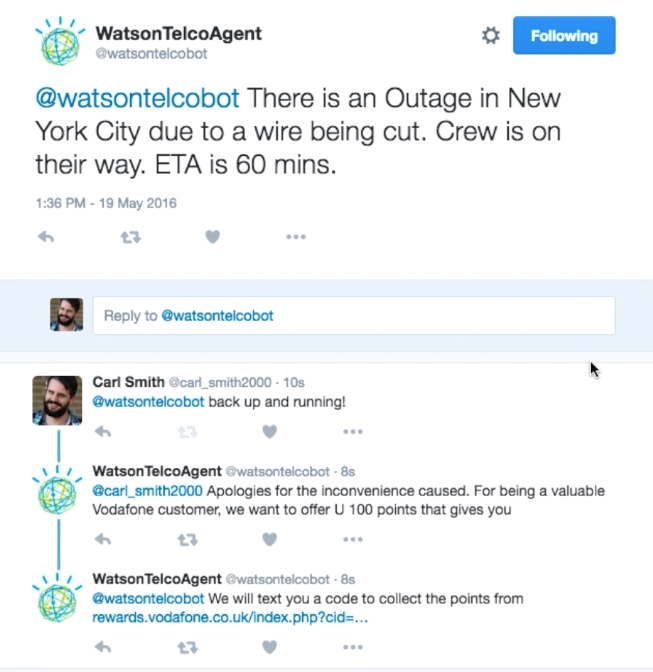 WatsonTelcoAgent
@watsontelcobot
Following
@watsontelcobot There is an Outage in New
York City due to a wire being cut. Crew is on
their way. ETA is 60 mins.
1:36 PM - 19 May 2016
Reply to @watsontelcobot
Carl Smith @carl_smith2000 · 10s
@watsontelcobot back up and running!
WatsonTelcoAgent @watsontelcobot · 8s
@carl_smith2000 Apologies for the inconvenience caused. For being a valuable
Vodafone customer, we want to offer U 100 points that gives you
WatsonTelcoAgent @watsontelcobot · 8s
@watsontelcobot We will text you a code to collect the points from
rewards.vodafone.co.uk/index.php?cid=...